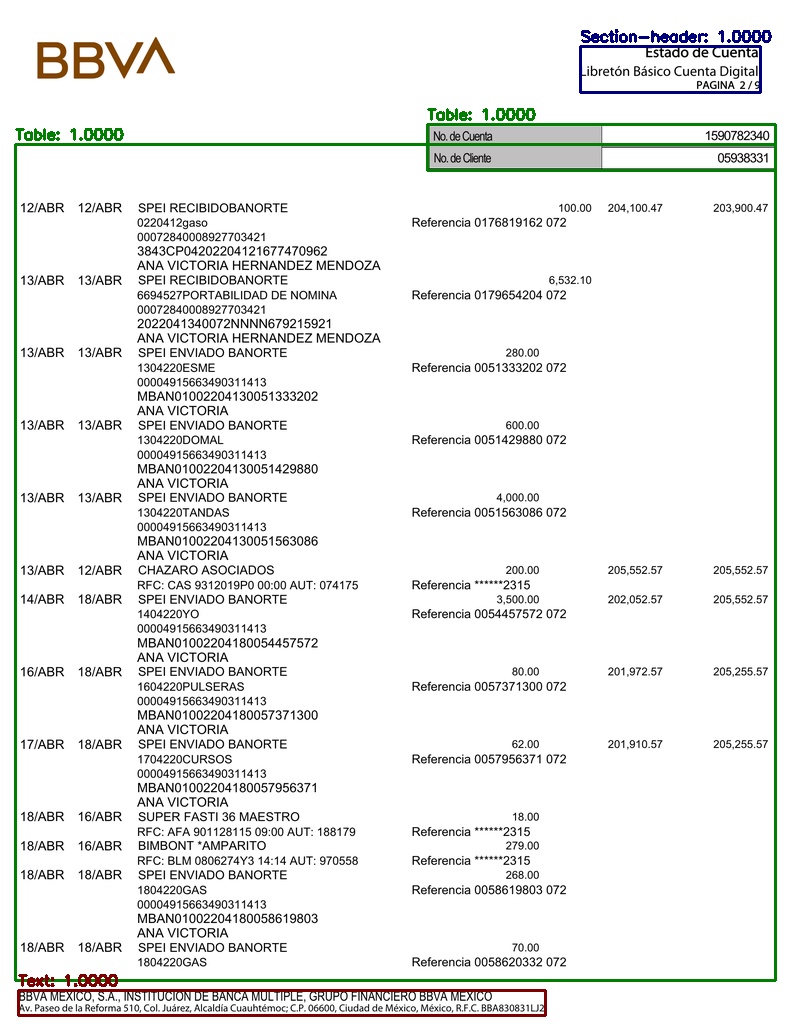 BBVA
Section-header: 1.0000
Estado de Cuenta
Libretón Básico Cuenta Digital
PAGINA 2 / 9
Table: 1.0000
Table: 1.0000
No. de Cuenta 1590782340
No. de Cliente 05938331
12/ABR 12/ABR SPEI RECIBIDOBANORTE 100.00 204,100.47 203,900.47
0220412gaso Referencia 0176819162 072
00072840008927703421
3843CP04202204121677470962
ANA VICTORIA HERNANDEZ MENDOZA
13/ABR 13/ABR SPEI RECIBIDOBANORTE 6,532.10
6694527PORTABILIDAD DE NOMINA Referencia 0179654204 072
00072840008927703421
2022041340072NNNN679215921
ANA VICTORIA HERNANDEZ MENDOZA
13/ABR 13/ABR SPEI ENVIADO BANORTE 280.00
1304220ESME Referencia 0051333202 072
00004915663490311413
MBAN01002204130051333202
ANA VICTORIA
13/ABR 13/ABR SPEI ENVIADO BANORTE 600.00
1304220DOMAL Referencia 0051429880 072
00004915663490311413
MBAN01002204130051429880
ANA VICTORIA
13/ABR 13/ABR SPEI ENVIADO BANORTE 4,000.00
1304220TANDAS Referencia 0051563086 072
00004915663490311413
MBAN01002204130051563086
ANA VICTORIA
13/ABR 12/ABR CHAZARO ASOCIADOS 200.00 205,552.57 205,552.57
RFC: CAS 9312019P0 00:00 AUT: 074175 Referencia ******2315
14/ABR 18/ABR SPEI ENVIADO BANORTE 3,500.00 202,052.57 205,552.57
1404220YO Referencia 0054457572 072
00004915663490311413
MBAN01002204180054457572
ANA VICTORIA
16/ABR 18/ABR SPEI ENVIADO BANORTE 80.00 201,972.57 205,255.57
1604220PULSERAS Referencia 0057371300 072
00004915663490311413
MBAN01002204180057371300
ANA VICTORIA
17/ABR 18/ABR SPEI ENVIADO BANORTE 62.00 201,910.57 205,255.57
1704220CURSOS Referencia 0057956371 072
00004915663490311413
MBAN01002204180057956371
ANA VICTORIA
18/ABR 16/ABR SUPER FASTI 36 MAESTRO 18.00
RFC: AFA 901128115 09:00 AUT: 188179 Referencia ******2315
18/ABR 16/ABR BIMBONT *AMPARITO 279.00
RFC: BLM 0806274Y3 14:14 AUT: 970558 Referencia ******2315
18/ABR 18/ABR SPEI ENVIADO BANORTE 268.00
1804220GAS Referencia 0058619803 072
00004915663490311413
MBAN01002204180058619803
ANA VICTORIA
18/ABR 18/ABR SPEI ENVIADO BANORTE 70.00
1804220GAS Referencia 0058620332 072
Text: 1.0000
BBVA MEXICO, S.A., INSTITUCION DE BANCA MULTIPLE, GRUPO FINANCIERO BBVA MEXICO
Av. Paseo de la Reforma 510, Col. Juárez, Alcaldía Cuauhtémoc; C.P. 06600, Ciudad de México, México, R.F.C. BBA830831LJ2